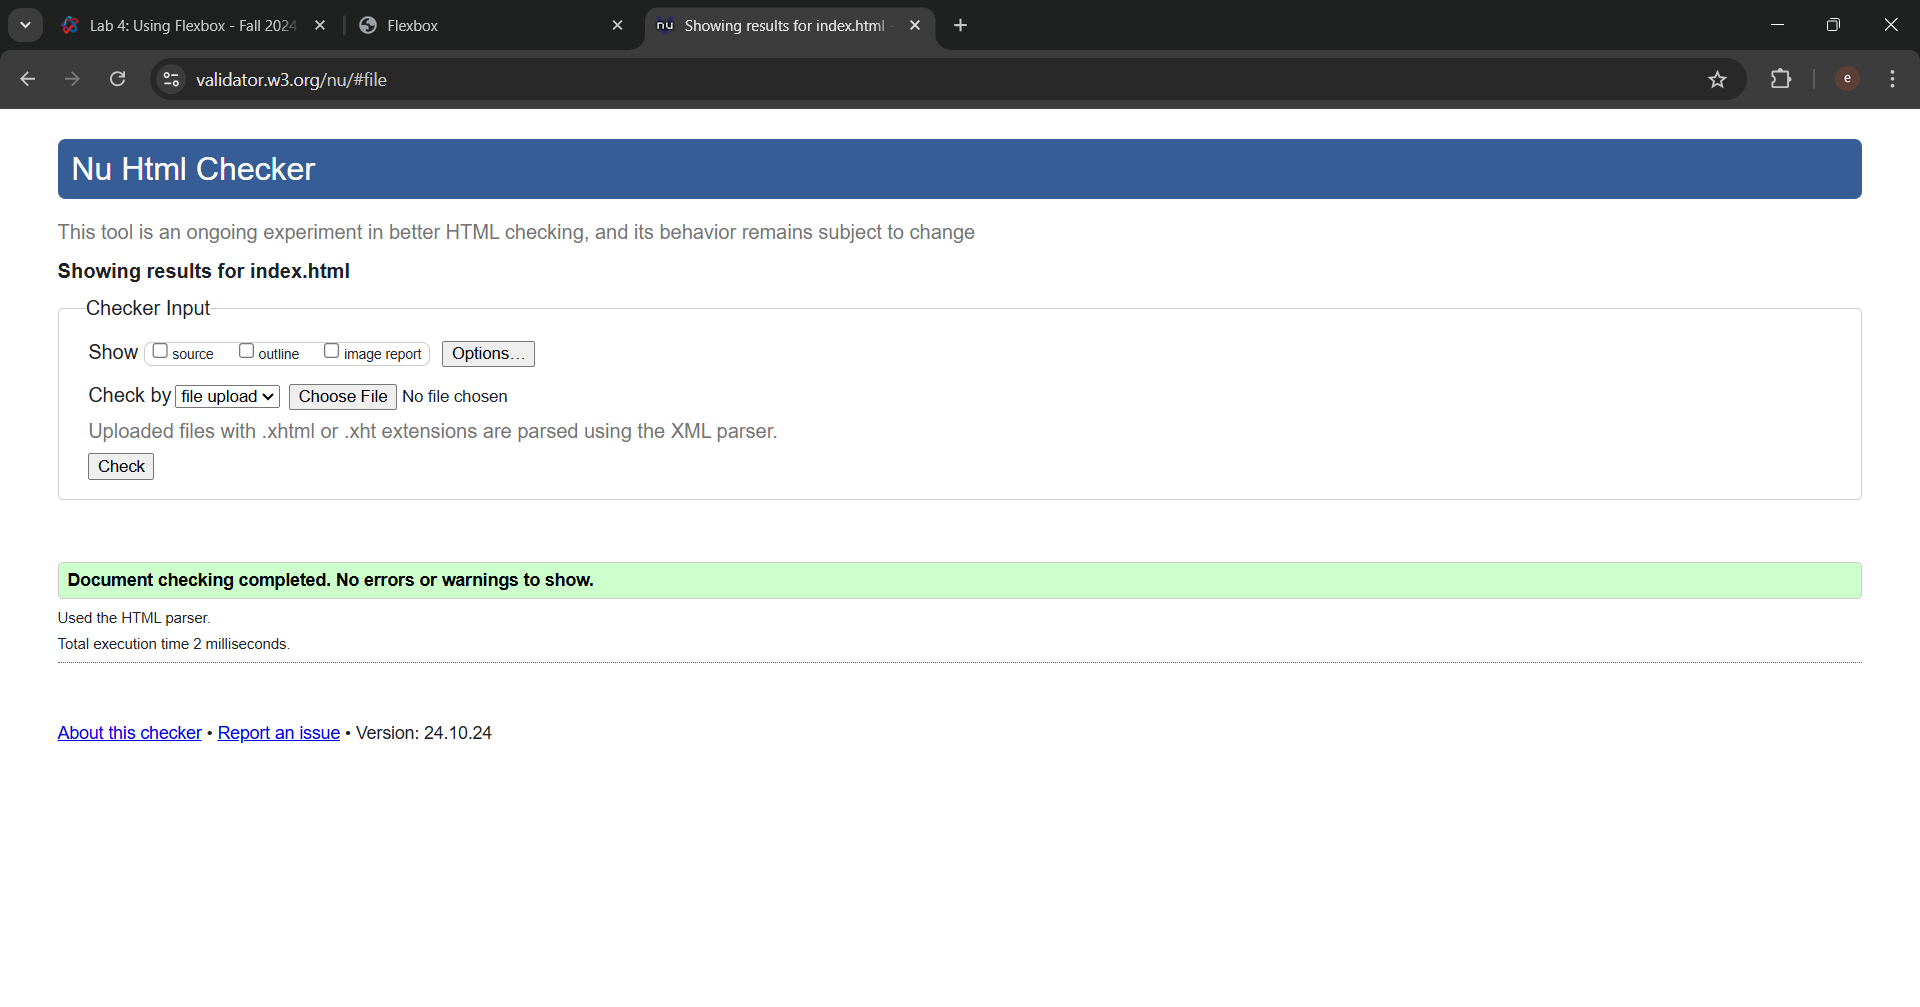 Lab 4: Using Flexbox - Fall 2024
Flexbox
nu Showing results for index.html -
validator.w3.org/nu/#file
e
Nu Html Checker
This tool is an ongoing experiment in better HTML checking, and its behavior remains subject to change
Showing results for index.html
Checker Input
Show source outline image report Options...
Check by file upload Choose File No file chosen
Uploaded files with .xhtml or .xht extensions are parsed using the XML parser.
Check
Document checking completed. No errors or warnings to show.
Used the HTML parser.
Total execution time 2 milliseconds.
About this checker • Report an issue • Version: 24.10.24